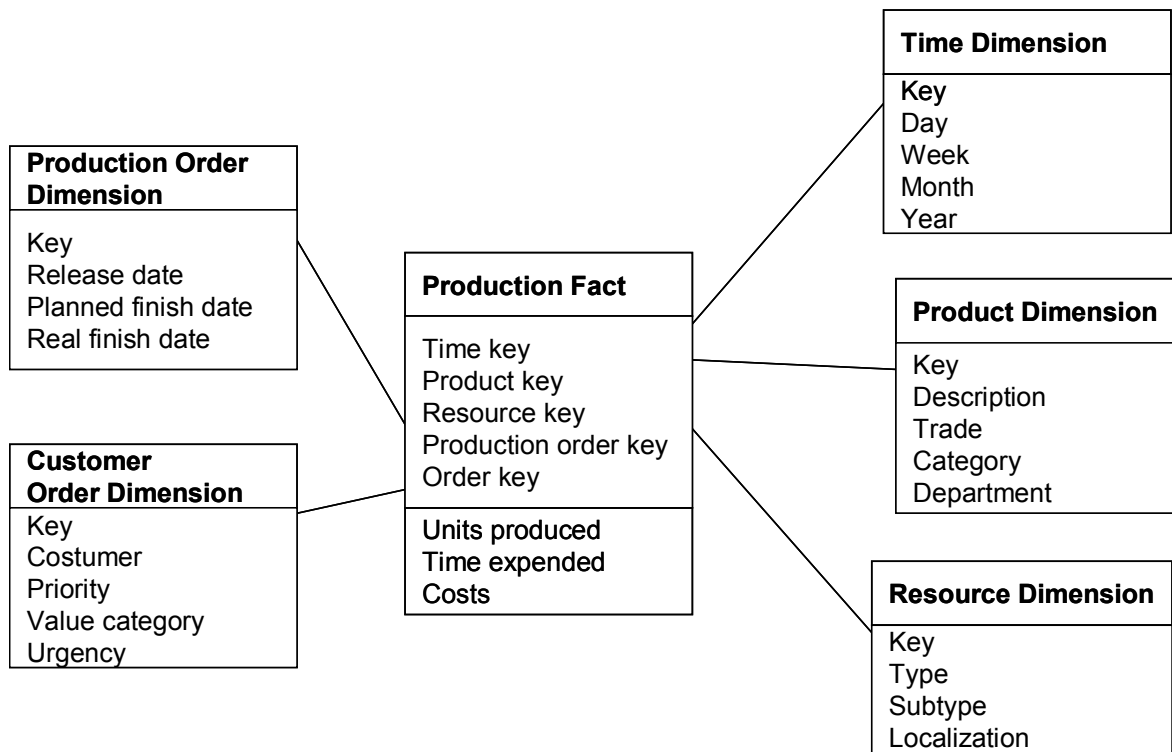 Production Order
Dimension
Key
Release date
Planned finish date
Real finish date
Customer
Order Dimension
Key
Costumer
Priority
Value category
Urgency
Production Fact
Time key
Product key
Resource key
Production order key
Order key
Units produced
Time expended
Costs
Time Dimension
Key
Day
Week
Month
Year
Product Dimension
Key
Description
Trade
Category
Department
Resource Dimension
Key
Type
Subtype
Localization